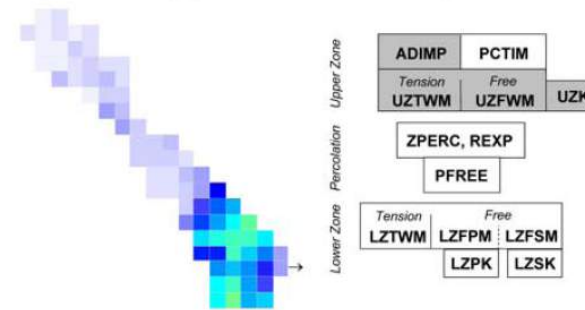 Upper Zone
ADIMP PCTIM
Tension Free
UZTWM UZFWM UZK
Percolation
ZPERC, REXP
PFREE
Lower Zone
Tension Free
LZTWM LZFPM LZFSM
LZPK LZSK